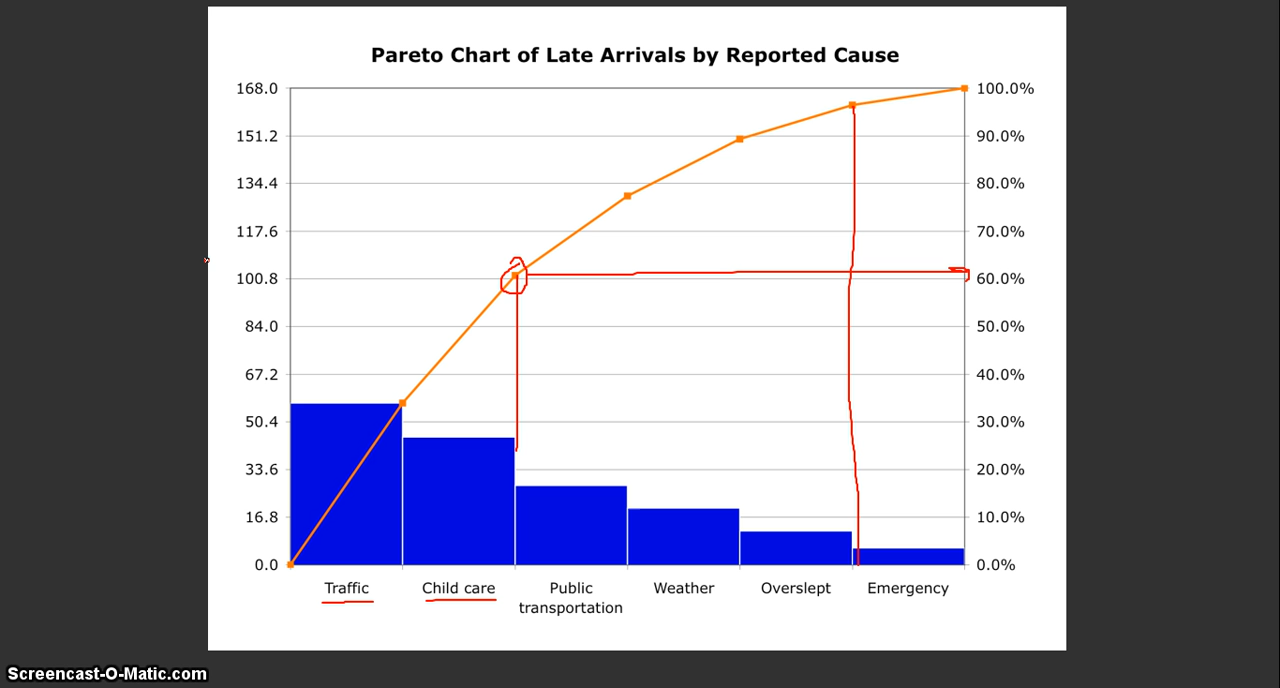 Pareto Chart of Late Arrivals by Reported Cause
168.0 100.0%
151.2 90.0%
134.4 80.0%
117.6 70.0%
100.8 60.0%
84.0 50.0%
67.2 40.0%
50.4 30.0%
33.6 20.0%
16.8 10.0%
0.0 0.0%
Traffic Child care Public Weather Overslept Emergency
transportation
Screencast-O-Matic.com